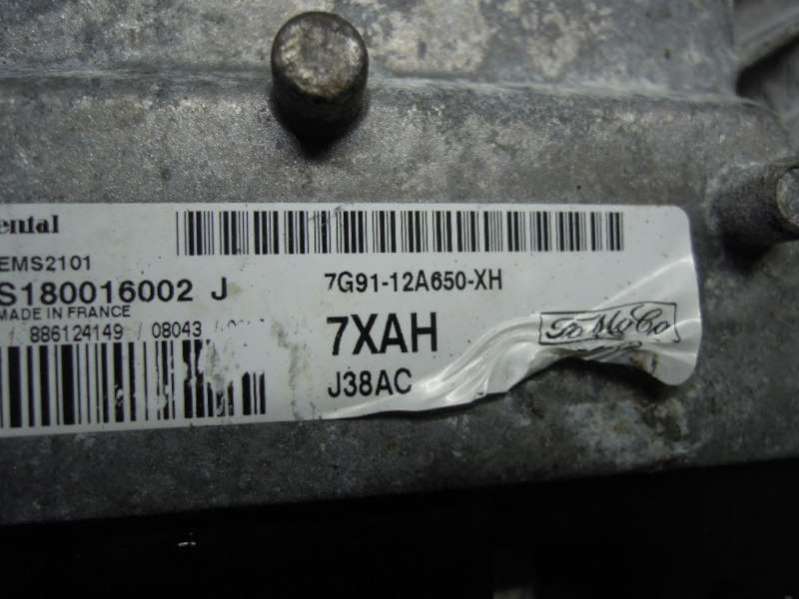 ental
EMS2101
S180016002 J
MADE IN FRANCE
886124149 / 08043 /
7G91-12A650-XH
7XAH
FoMoCo
J38AC